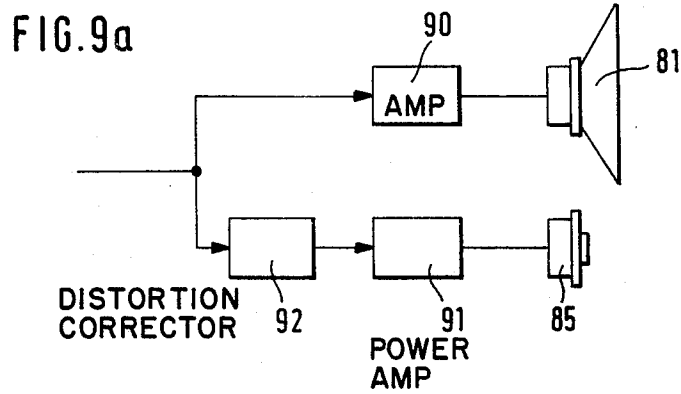 FIG.9a
90
AMP
81
DISTORTION
CORRECTOR
92
91
POWER
AMP
85